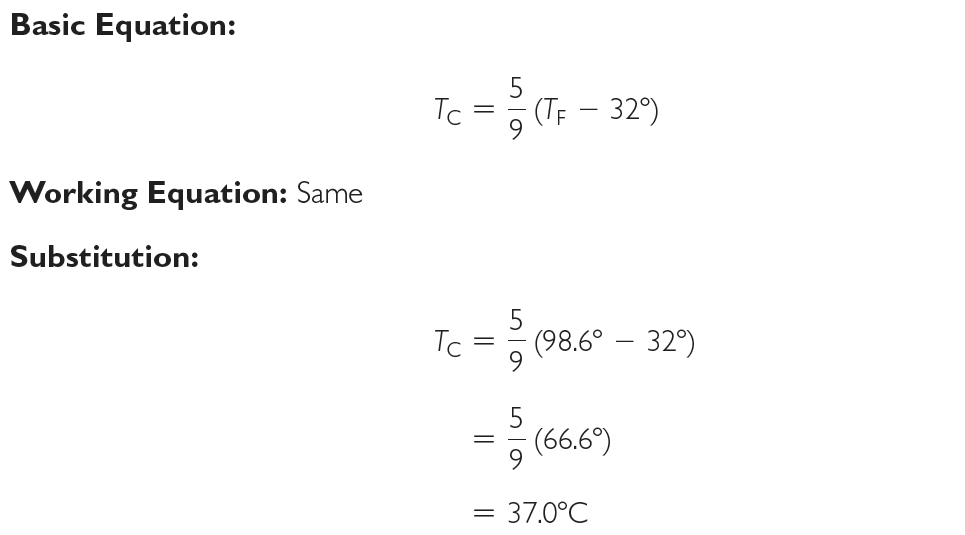 Basic Equation:
T_C = 5/9 (T_F − 32°)
Working Equation: Same
Substitution:
T_C = 5/9 (98.6° − 32°)
= 5/9 (66.6°)
= 37.0°C